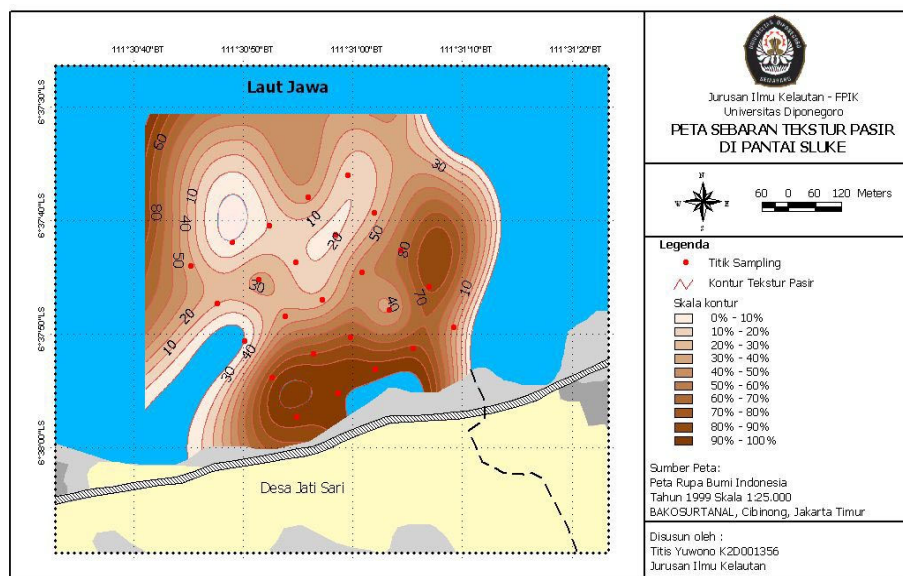 111°30'40"BT
111°30'50"BT
111°31'00"BT
111°31'10"BT
111°31'20"BT
6°37'30"LS
6°37'40"LS
6°37'50"LS
6°38'00"LS
Laut Jawa
60
80
10
40
50
20
10
30
40
30
10
20
50
30
80
70
40
10
30
Desa Jati Sari
UNIVERSITAS DIPONEGORO
SEMARANG
Jurusan Ilmu Kelautan - FPIK
Universitas Diponegoro
PETA SEBARAN TEKSTUR PASIR
DI PANTAI SLUKE
N
W E
S
60 0 60 120 Meters
Legenda
Titik Sampling
Kontur Tekstur Pasir
Skala kontur
0% - 10%
10% - 20%
20% - 30%
30% - 40%
40% - 50%
50% - 60%
60% - 70%
70% - 80%
80% - 90%
90% - 100%
Sumber Peta:
Peta Rupa Bumi Indonesia
Tahun 1999 Skala 1:25.000
BAKOSURTANAL, Cibinong, Jakarta Timur
Disusun oleh :
Titis Yuwono K2D001356
Jurusan Ilmu Kelautan